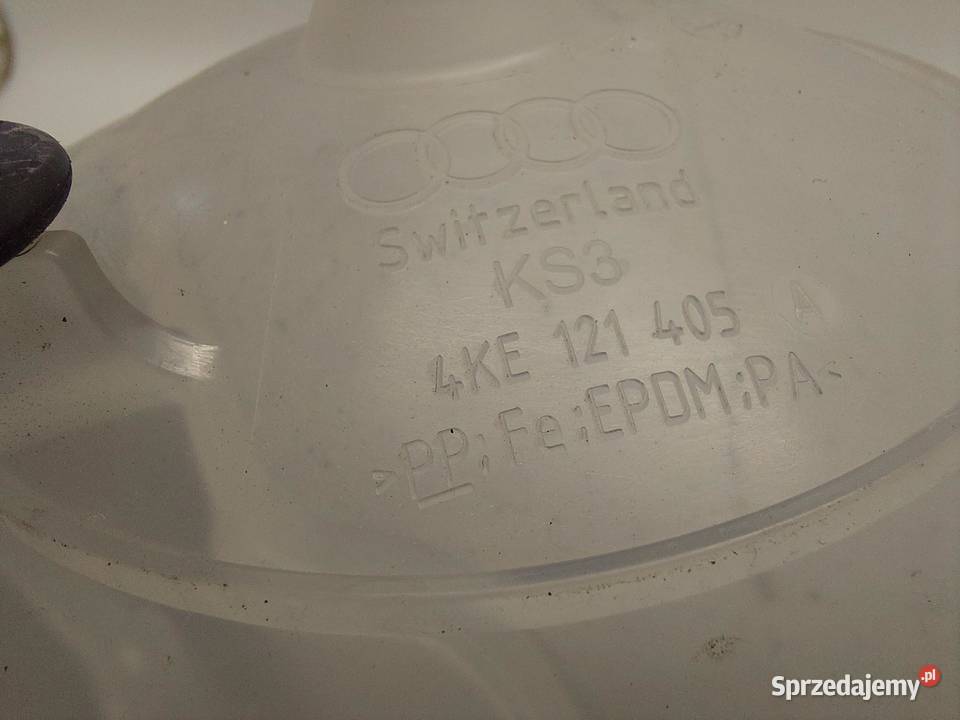 Switzerland
KS3
4KE 121 405 A
>PP;Fe;EPDM;PA<
Sprzedajemy.pl